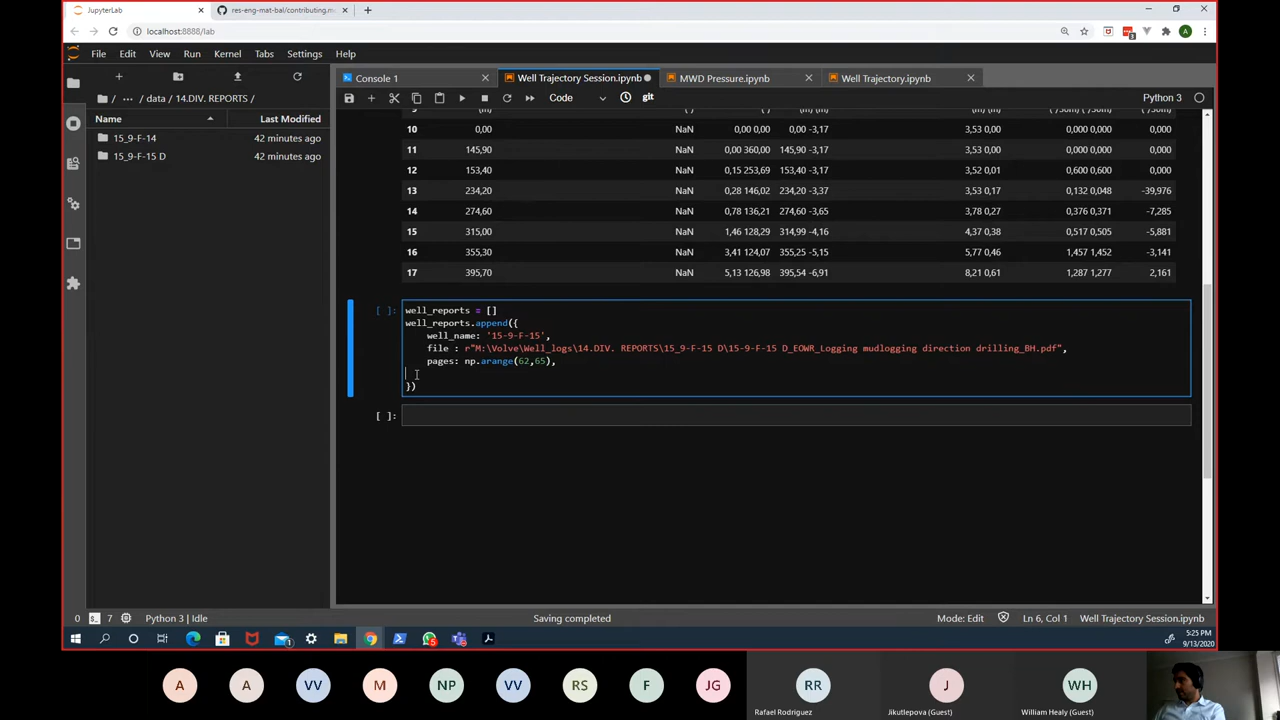 JupyterLab
res-eng-mat-bal/contributing.m
localhost:8888/lab
File Edit View Run Kernel Tabs Settings Help
Console 1
Well Trajectory Session.ipynb
MWD Pressure.ipynb
Well Trajectory.ipynb
Code
git
Python 3
/ ··· / data / 14.DIV. REPORTS /
Name
Last Modified
15_9-F-14 42 minutes ago
15_9-F-15 D 42 minutes ago
10 0,00 NaN 0,00 0,00 0,00 -3,17 3,53 0,00 0,000 0,000 0,000
11 145,90 NaN 0,00 360,00 145,90 -3,17 3,53 0,00 0,000 0,000 0,000
12 153,40 NaN 0,15 253,69 153,40 -3,17 3,52 0,01 0,600 0,600 0,000
13 234,20 NaN 0,28 146,02 234,20 -3,37 3,53 0,17 0,132 0,048 -39,976
14 274,60 NaN 0,78 136,21 274,60 -3,65 3,78 0,27 0,376 0,371 -7,285
15 315,00 NaN 1,46 128,29 314,99 -4,16 4,37 0,38 0,517 0,505 -5,881
16 355,30 NaN 3,41 124,07 355,25 -5,15 5,77 0,46 1,457 1,452 -3,141
17 395,70 NaN 5,13 126,98 395,54 -6,91 8,21 0,61 1,287 1,277 2,161
[ ]: well_reports = []
well_reports.append({
well_name: '15-9-F-15',
file : r"M:\Volve\Well_logs\14.DIV. REPORTS\15_9-F-15 D\15-9-F-15 D_EOWR_Logging mudlogging direction drilling_BH.pdf",
pages: np.arange(62,65),
})
[ ]:
0 7 Python 3 | Idle
Saving completed
Mode: Edit
Ln 6, Col 1
Well Trajectory Session.ipynb
5:25 PM
9/13/2020
A A VV M NP VV RS F JG RR J WH
Rafael Rodriguez
Jikutlepova (Guest)
William Healy (Guest)